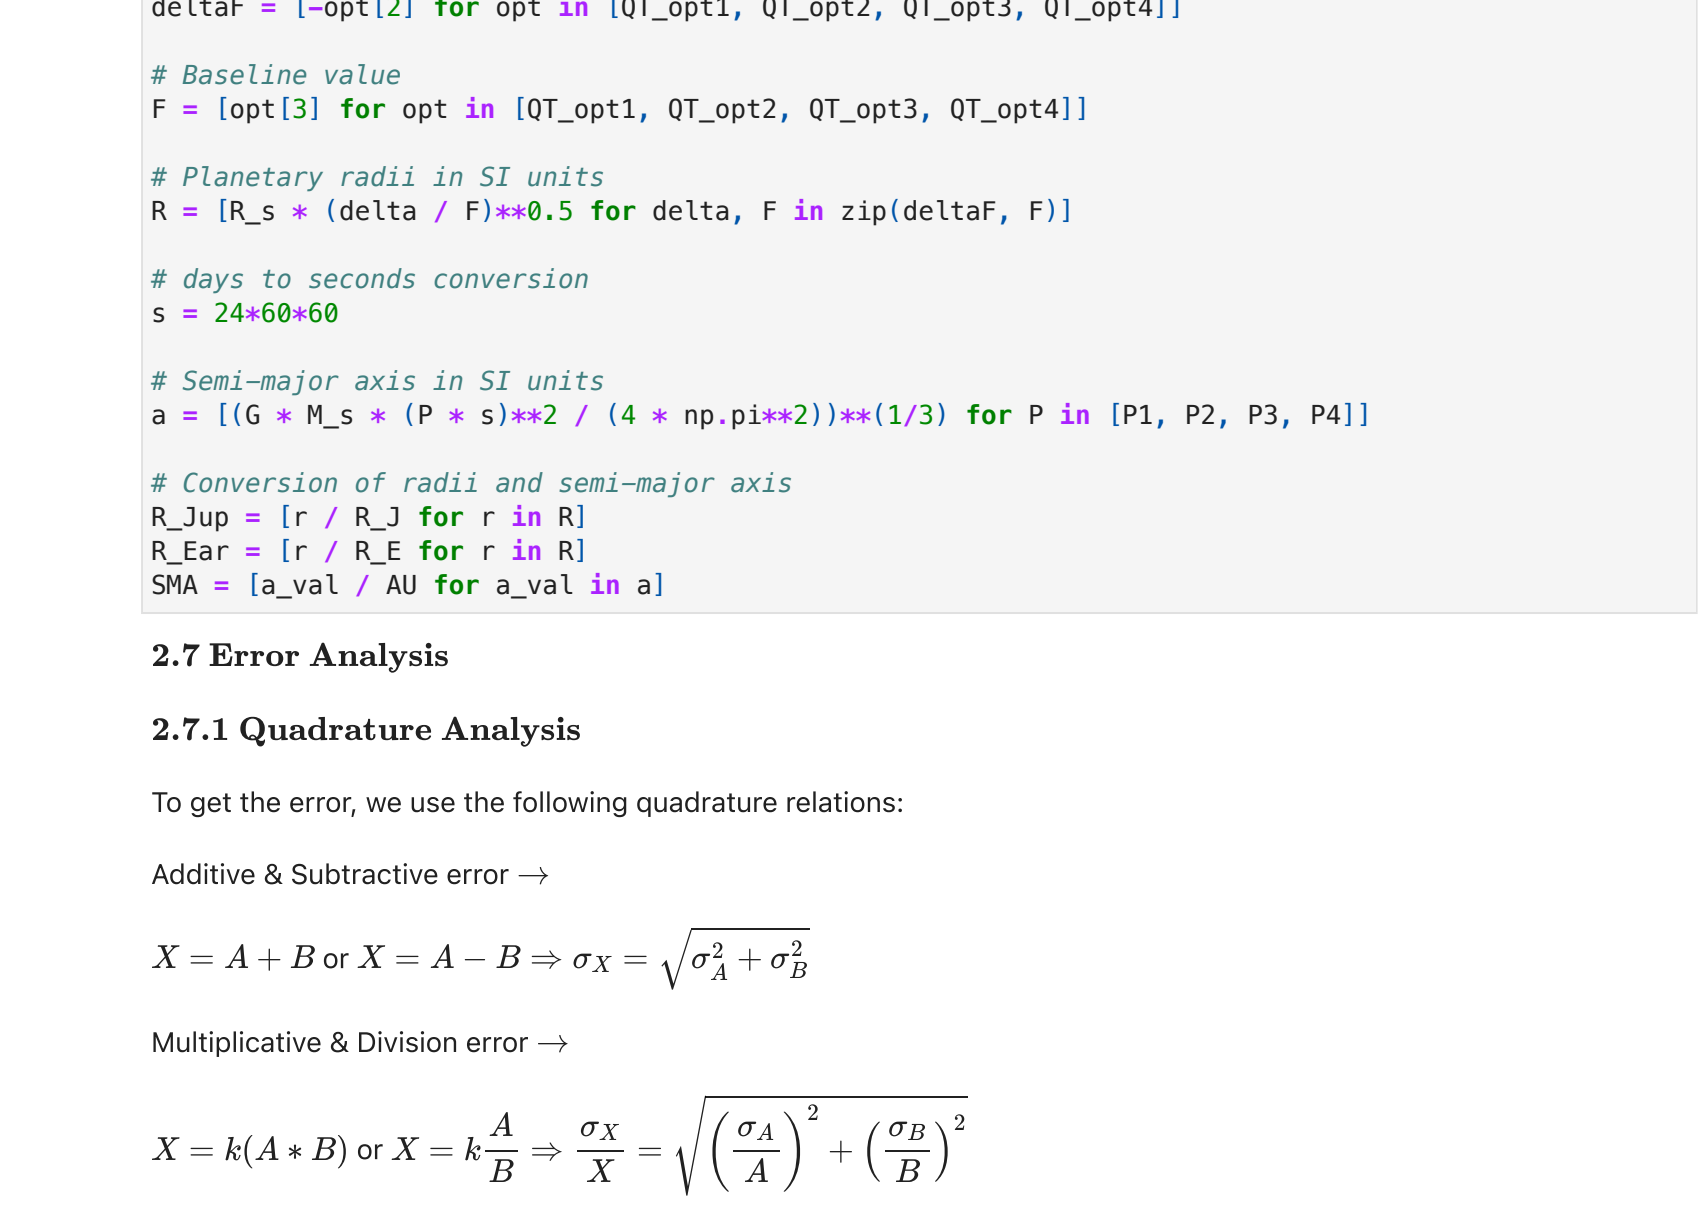 deltaF = [-opt[2] for opt in [QT_opt1, QT_opt2, QT_opt3, QT_opt4]]
# Baseline value
F = [opt[3] for opt in [QT_opt1, QT_opt2, QT_opt3, QT_opt4]]
# Planetary radii in SI units
R = [R_s * (delta / F)**0.5 for delta, F in zip(deltaF, F)]
# days to seconds conversion
s = 24*60*60
# Semi-major axis in SI units
a = [(G * M_s * (P * s)**2 / (4 * np.pi**2))**(1/3) for P in [P1, P2, P3, P4]]
# Conversion of radii and semi-major axis
R_Jup = [r / R_J for r in R]
R_Ear = [r / R_E for r in R]
SMA = [a_val / AU for a_val in a]
2.7 Error Analysis
2.7.1 Quadrature Analysis
To get the error, we use the following quadrature relations:
Additive & Subtractive error →
X = A + B or X = A − B ⇒ σ_X = √(σ_A^2 + σ_B^2)
Multiplicative & Division error →
X = k(A * B) or X = k A/B ⇒ σ_X/X = √((σ_A/A)^2 + (σ_B/B)^2)